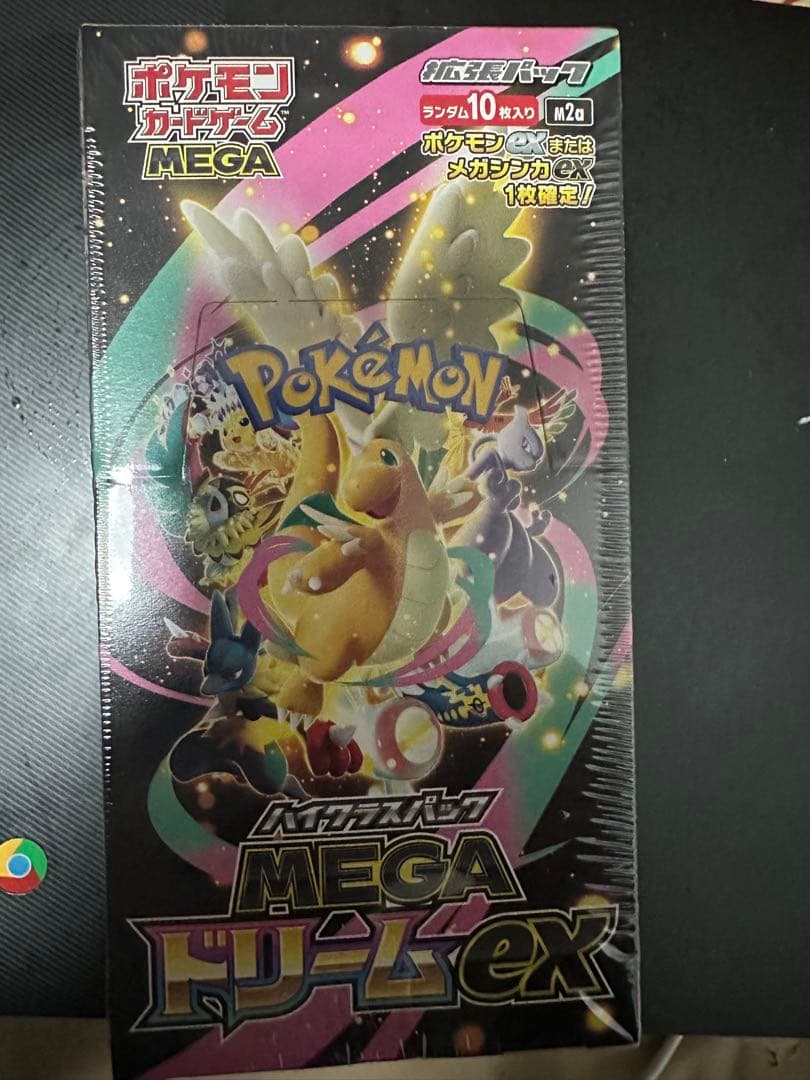 ポケモン
カードゲーム™
MEGA
拡張パック
ランダム10枚入り M2a
ポケモンexまたは
メガシンカex
1枚確定!
POKéMON™
ハイクラスパック
MEGA
ドリームex